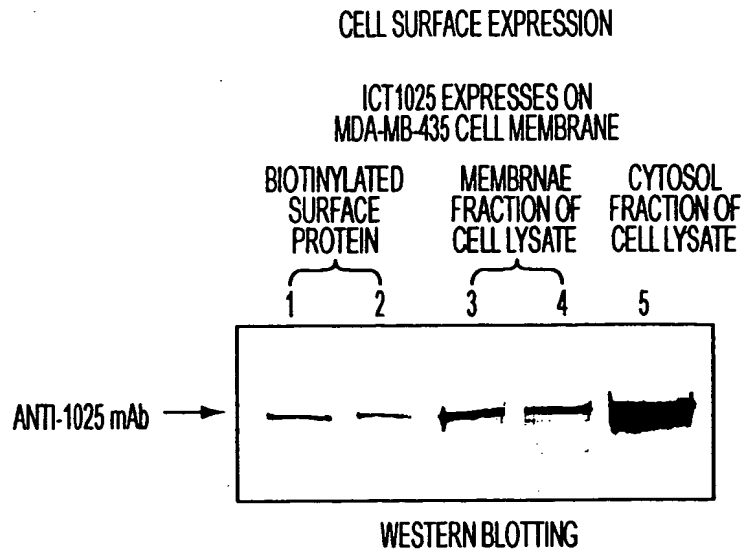 CELL SURFACE EXPRESSION
ICT1025 EXPRESSES ON
MDA-MB-435 CELL MEMBRANE
BIOTINYLATED
SURFACE
PROTEIN
MEMBRNAE
FRACTION OF
CELL LYSATE
CYTOSOL
FRACTION OF
CELL LYSATE
1 2 3 4 5
ANTI-1025 mAb
WESTERN BLOTTING